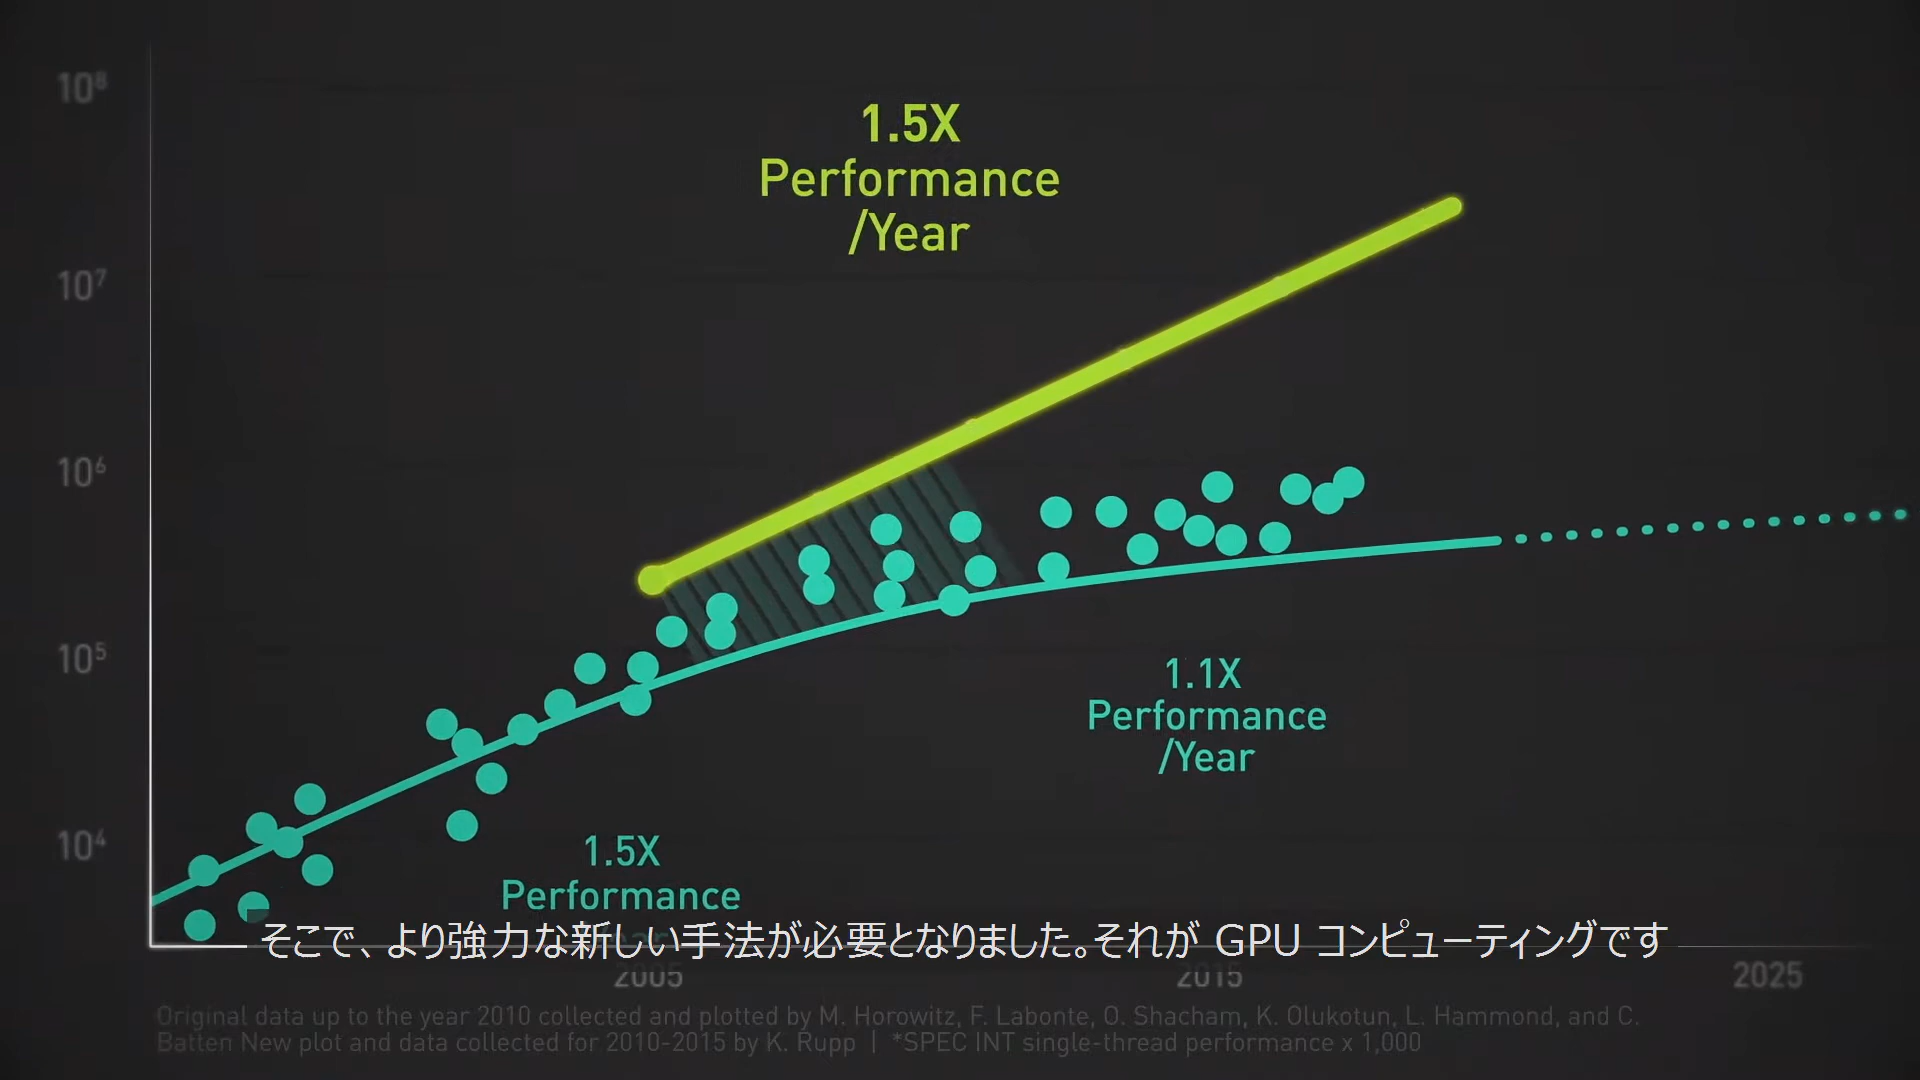 10⁸
1.5X
Performance
/Year
10⁷
10⁶
10⁵
1.1X
Performance
/Year
10⁴
1.5X
Performance
そこで、より強力な新しい手法が必要となりました。それが GPU コンピューティングです
2005
2015
2025
Original data up to the year 2010 collected and plotted by M. Horowitz, F. Labonte, O. Shacham, K. Olukotun, L. Hammond, and C.
Batten New plot and data collected for 2010-2015 by K. Rupp | *SPEC INT single-thread performance x 1,000